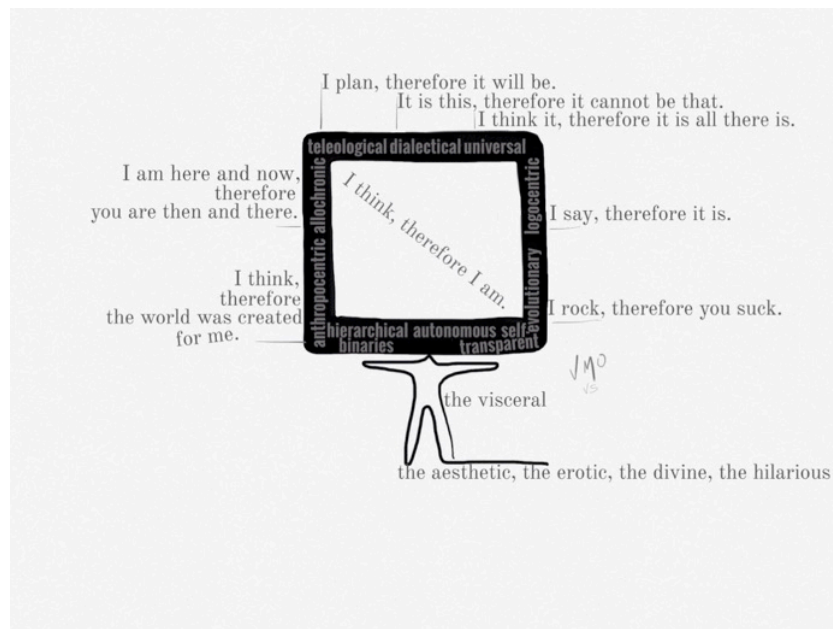 I plan, therefore it will be.
It is this, therefore it cannot be that.
I think it, therefore it is all there is.
teleological dialectical universal
I am here and now,
therefore
you are then and there.
allochronic
anthropocentric
I think, therefore I am.
logocentric
evolutionary
I say, therefore it is.
I think,
therefore
the world was created
for me.
I rock, therefore you suck.
hierarchical autonomous self-
binaries transparent
the visceral
the aesthetic, the erotic, the divine, the hilarious